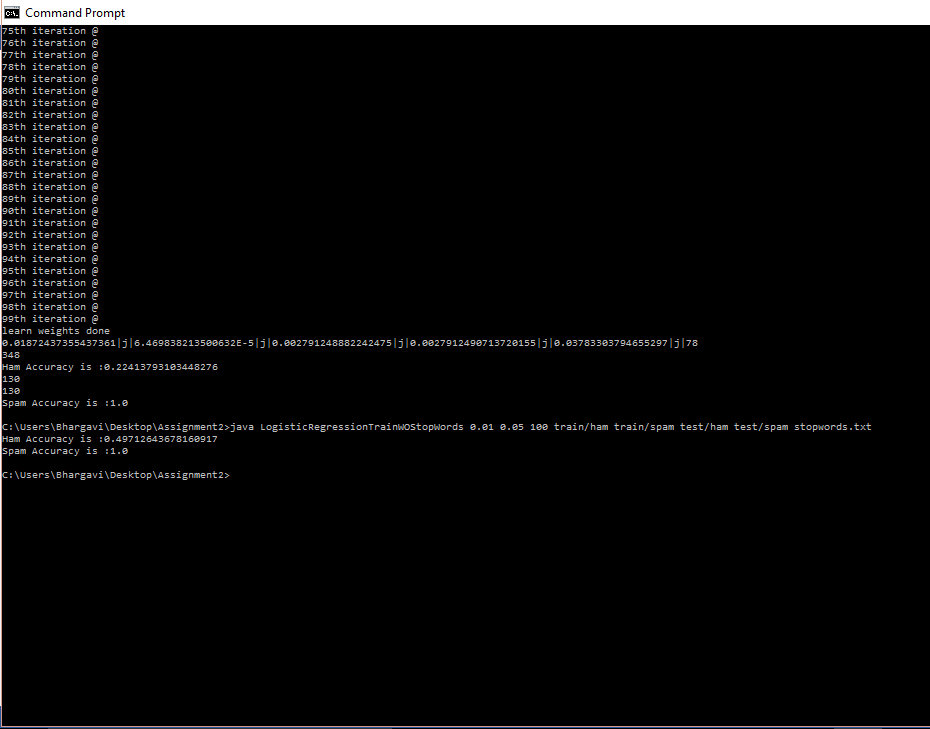 Command Prompt
75th iteration @
76th iteration @
77th iteration @
78th iteration @
79th iteration @
80th iteration @
81th iteration @
82th iteration @
83th iteration @
84th iteration @
85th iteration @
86th iteration @
87th iteration @
88th iteration @
89th iteration @
90th iteration @
91th iteration @
92th iteration @
93th iteration @
94th iteration @
95th iteration @
96th iteration @
97th iteration @
98th iteration @
99th iteration @
learn weights done
0.01872437355437361|j|6.469838213500632E-5|j|0.002791248882242475|j|0.0027912490713720155|j|0.03783303794655297|j|78
348
Ham Accuracy is :0.22413793103448276
130
130
Spam Accuracy is :1.0
C:\Users\Bhargavi\Desktop\Assignment2>java LogisticRegressionTrainWOStopWords 0.01 0.05 100 train/ham train/spam test/ham test/spam stopwords.txt
Ham Accuracy is :0.49712643678160917
Spam Accuracy is :1.0
C:\Users\Bhargavi\Desktop\Assignment2>